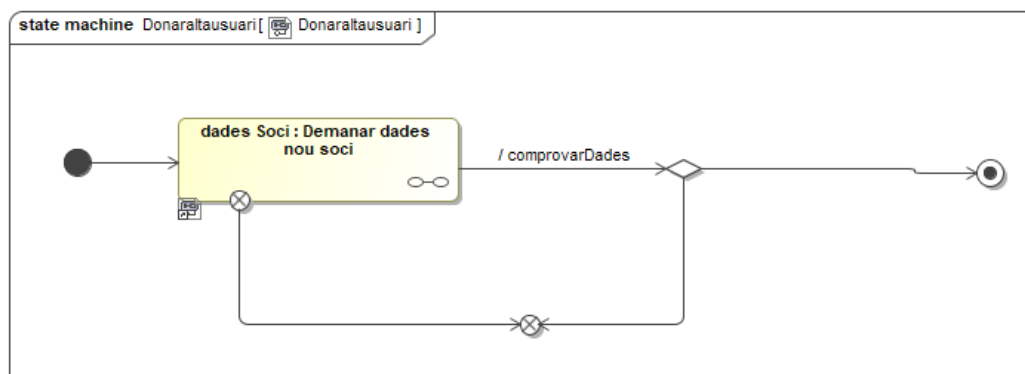 state machine Donaraltausuari [ Donaraltausuari ]
dades Soci : Demanar dades
nou soci
/ comprovarDades